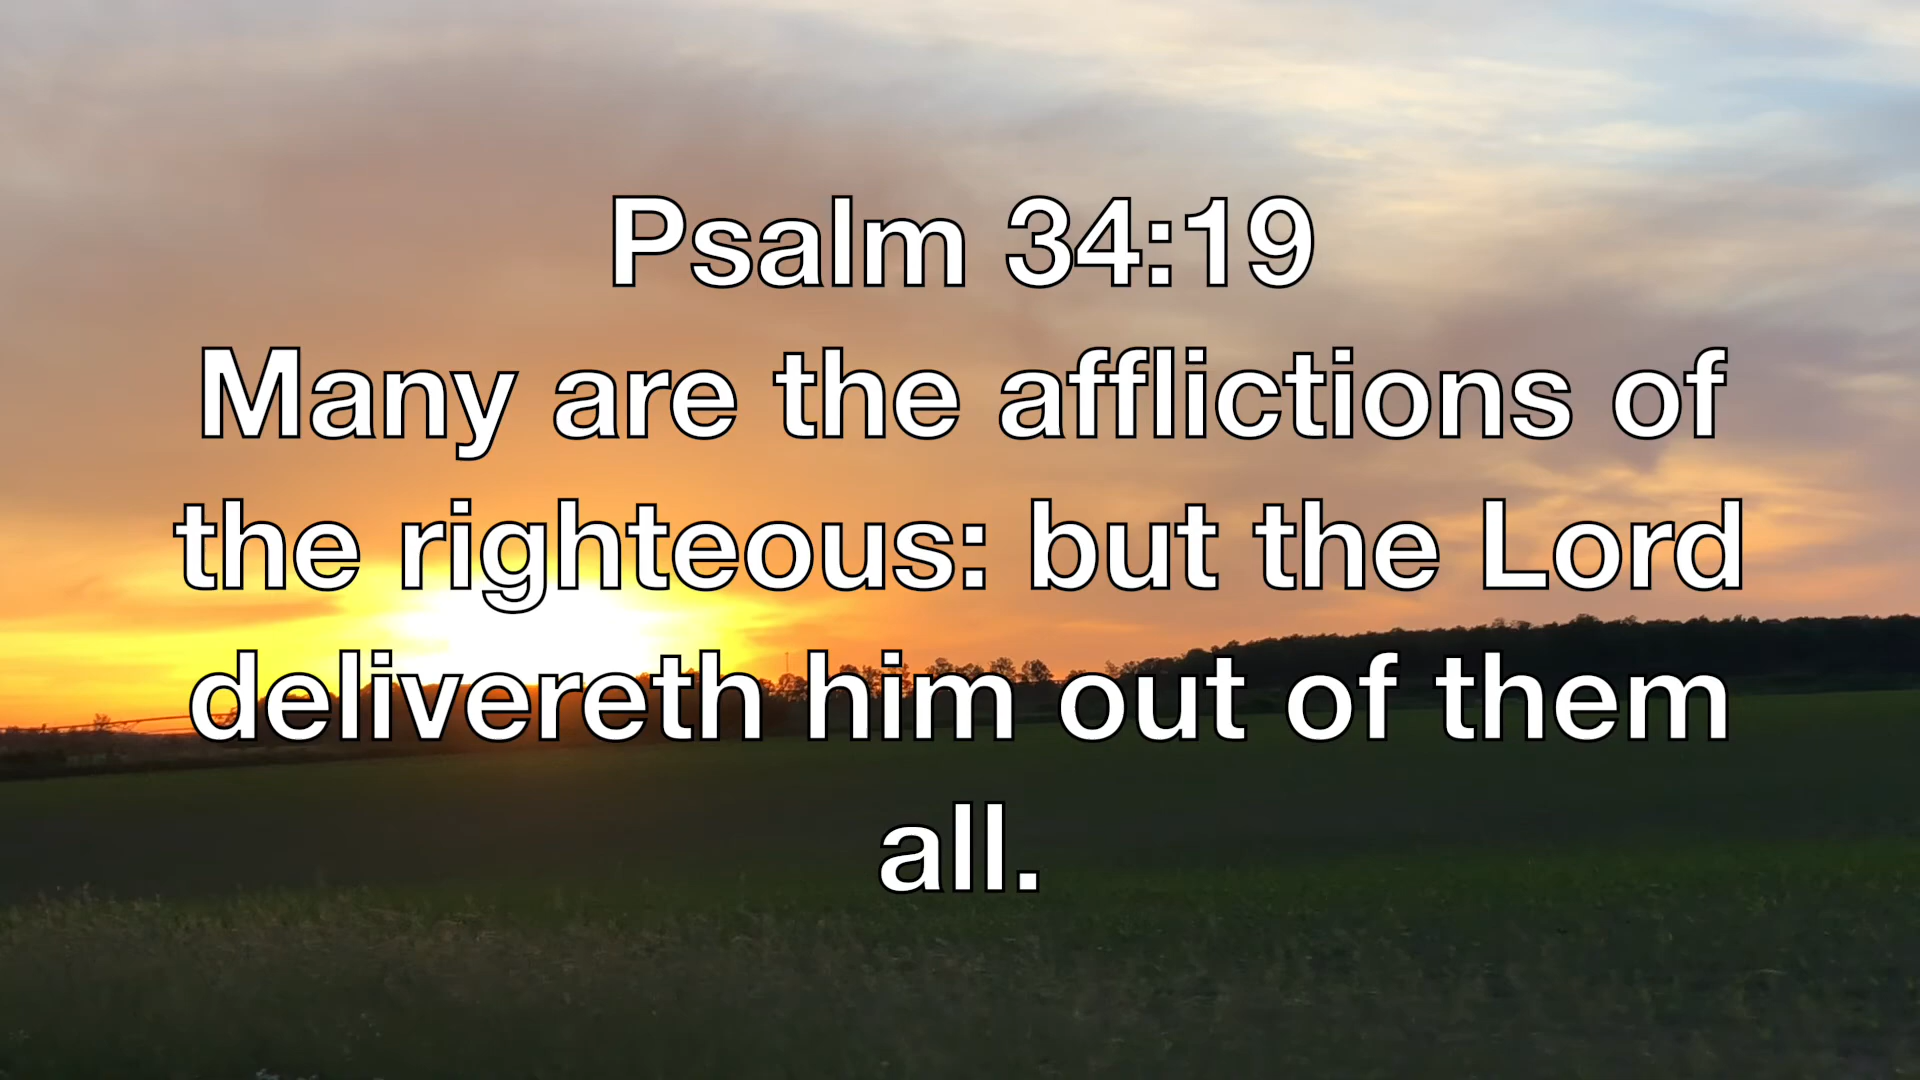 Psalm 34:19
Many are the afflictions of
the righteous: but the Lord
delivereth him out of them
all.